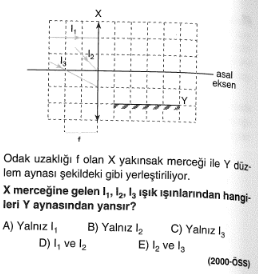 X
I₁
I₂
I₃
asal
eksen
Y
f
Odak uzaklığı f olan X yakınsak merceği ile Y düz-
lem aynası şekildeki gibi yerleştiriliyor.
X merceğine gelen I₁, I₂, I₃ ışık ışınlarından hangi-
leri Y aynasından yansır?
A) Yalnız I₁ B) Yalnız I₂ C) Yalnız I₃
D) I₁ ve I₂ E) I₂ ve I₃
(2000-ÖSS)